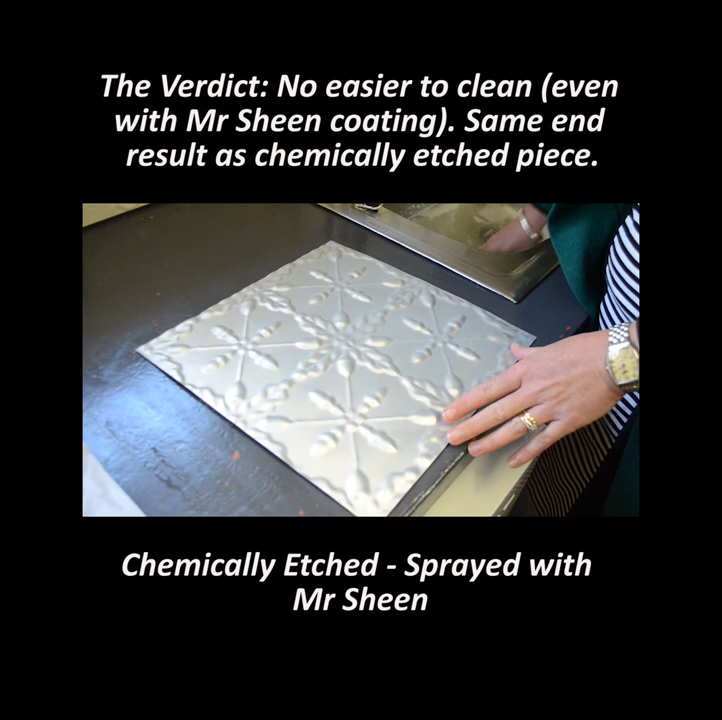 The Verdict: No easier to clean (even
with Mr Sheen coating). Same end
result as chemically etched piece.
Chemically Etched - Sprayed with
Mr Sheen